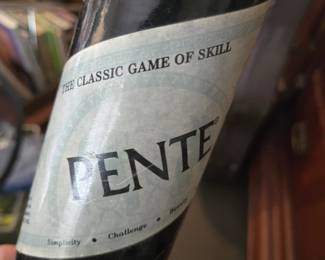 THE CLASSIC GAME OF SKILL
PENTE®
Simplicity • Challenge •